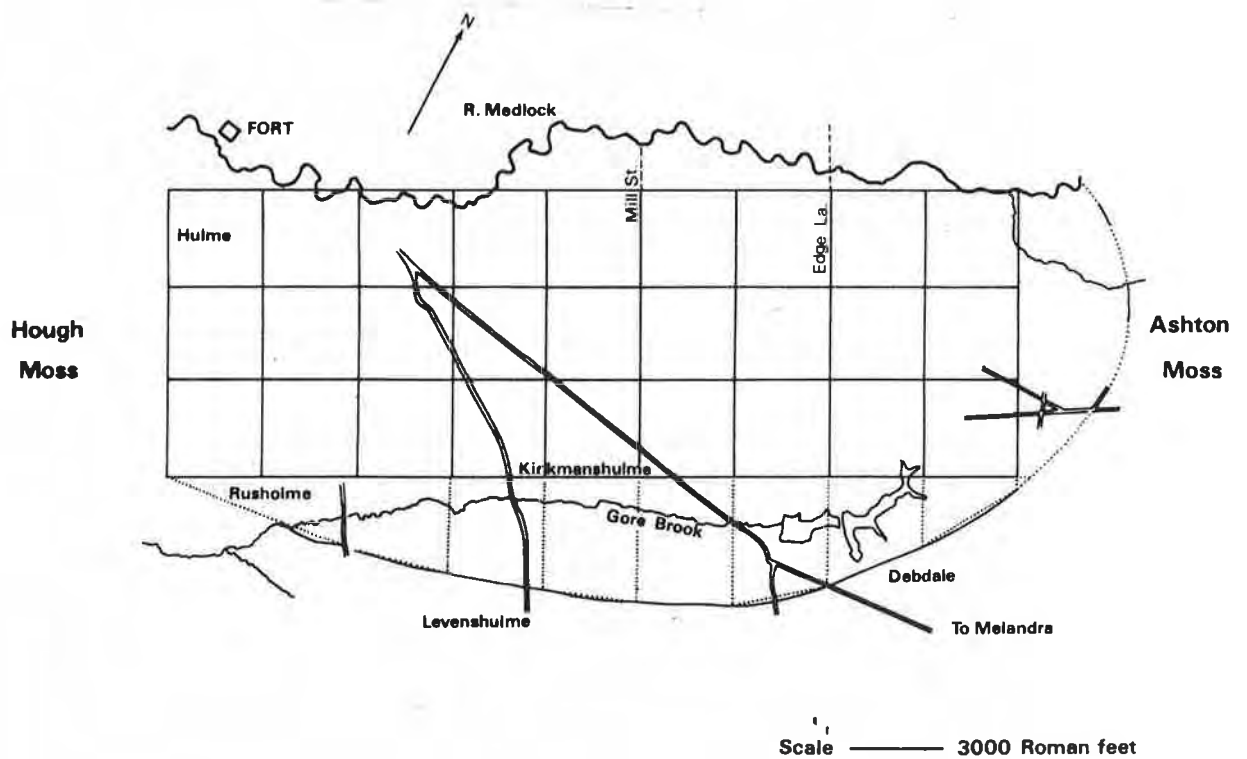 N
R. Medlock
FORT
Mill St.
Edge La.
Hulme
Hough
Moss
Ashton
Moss
Kirkmanshulme
Rusholme
Gore Brook
Debdale
Levenshulme
To Melandra
Scale 3000 Roman feet